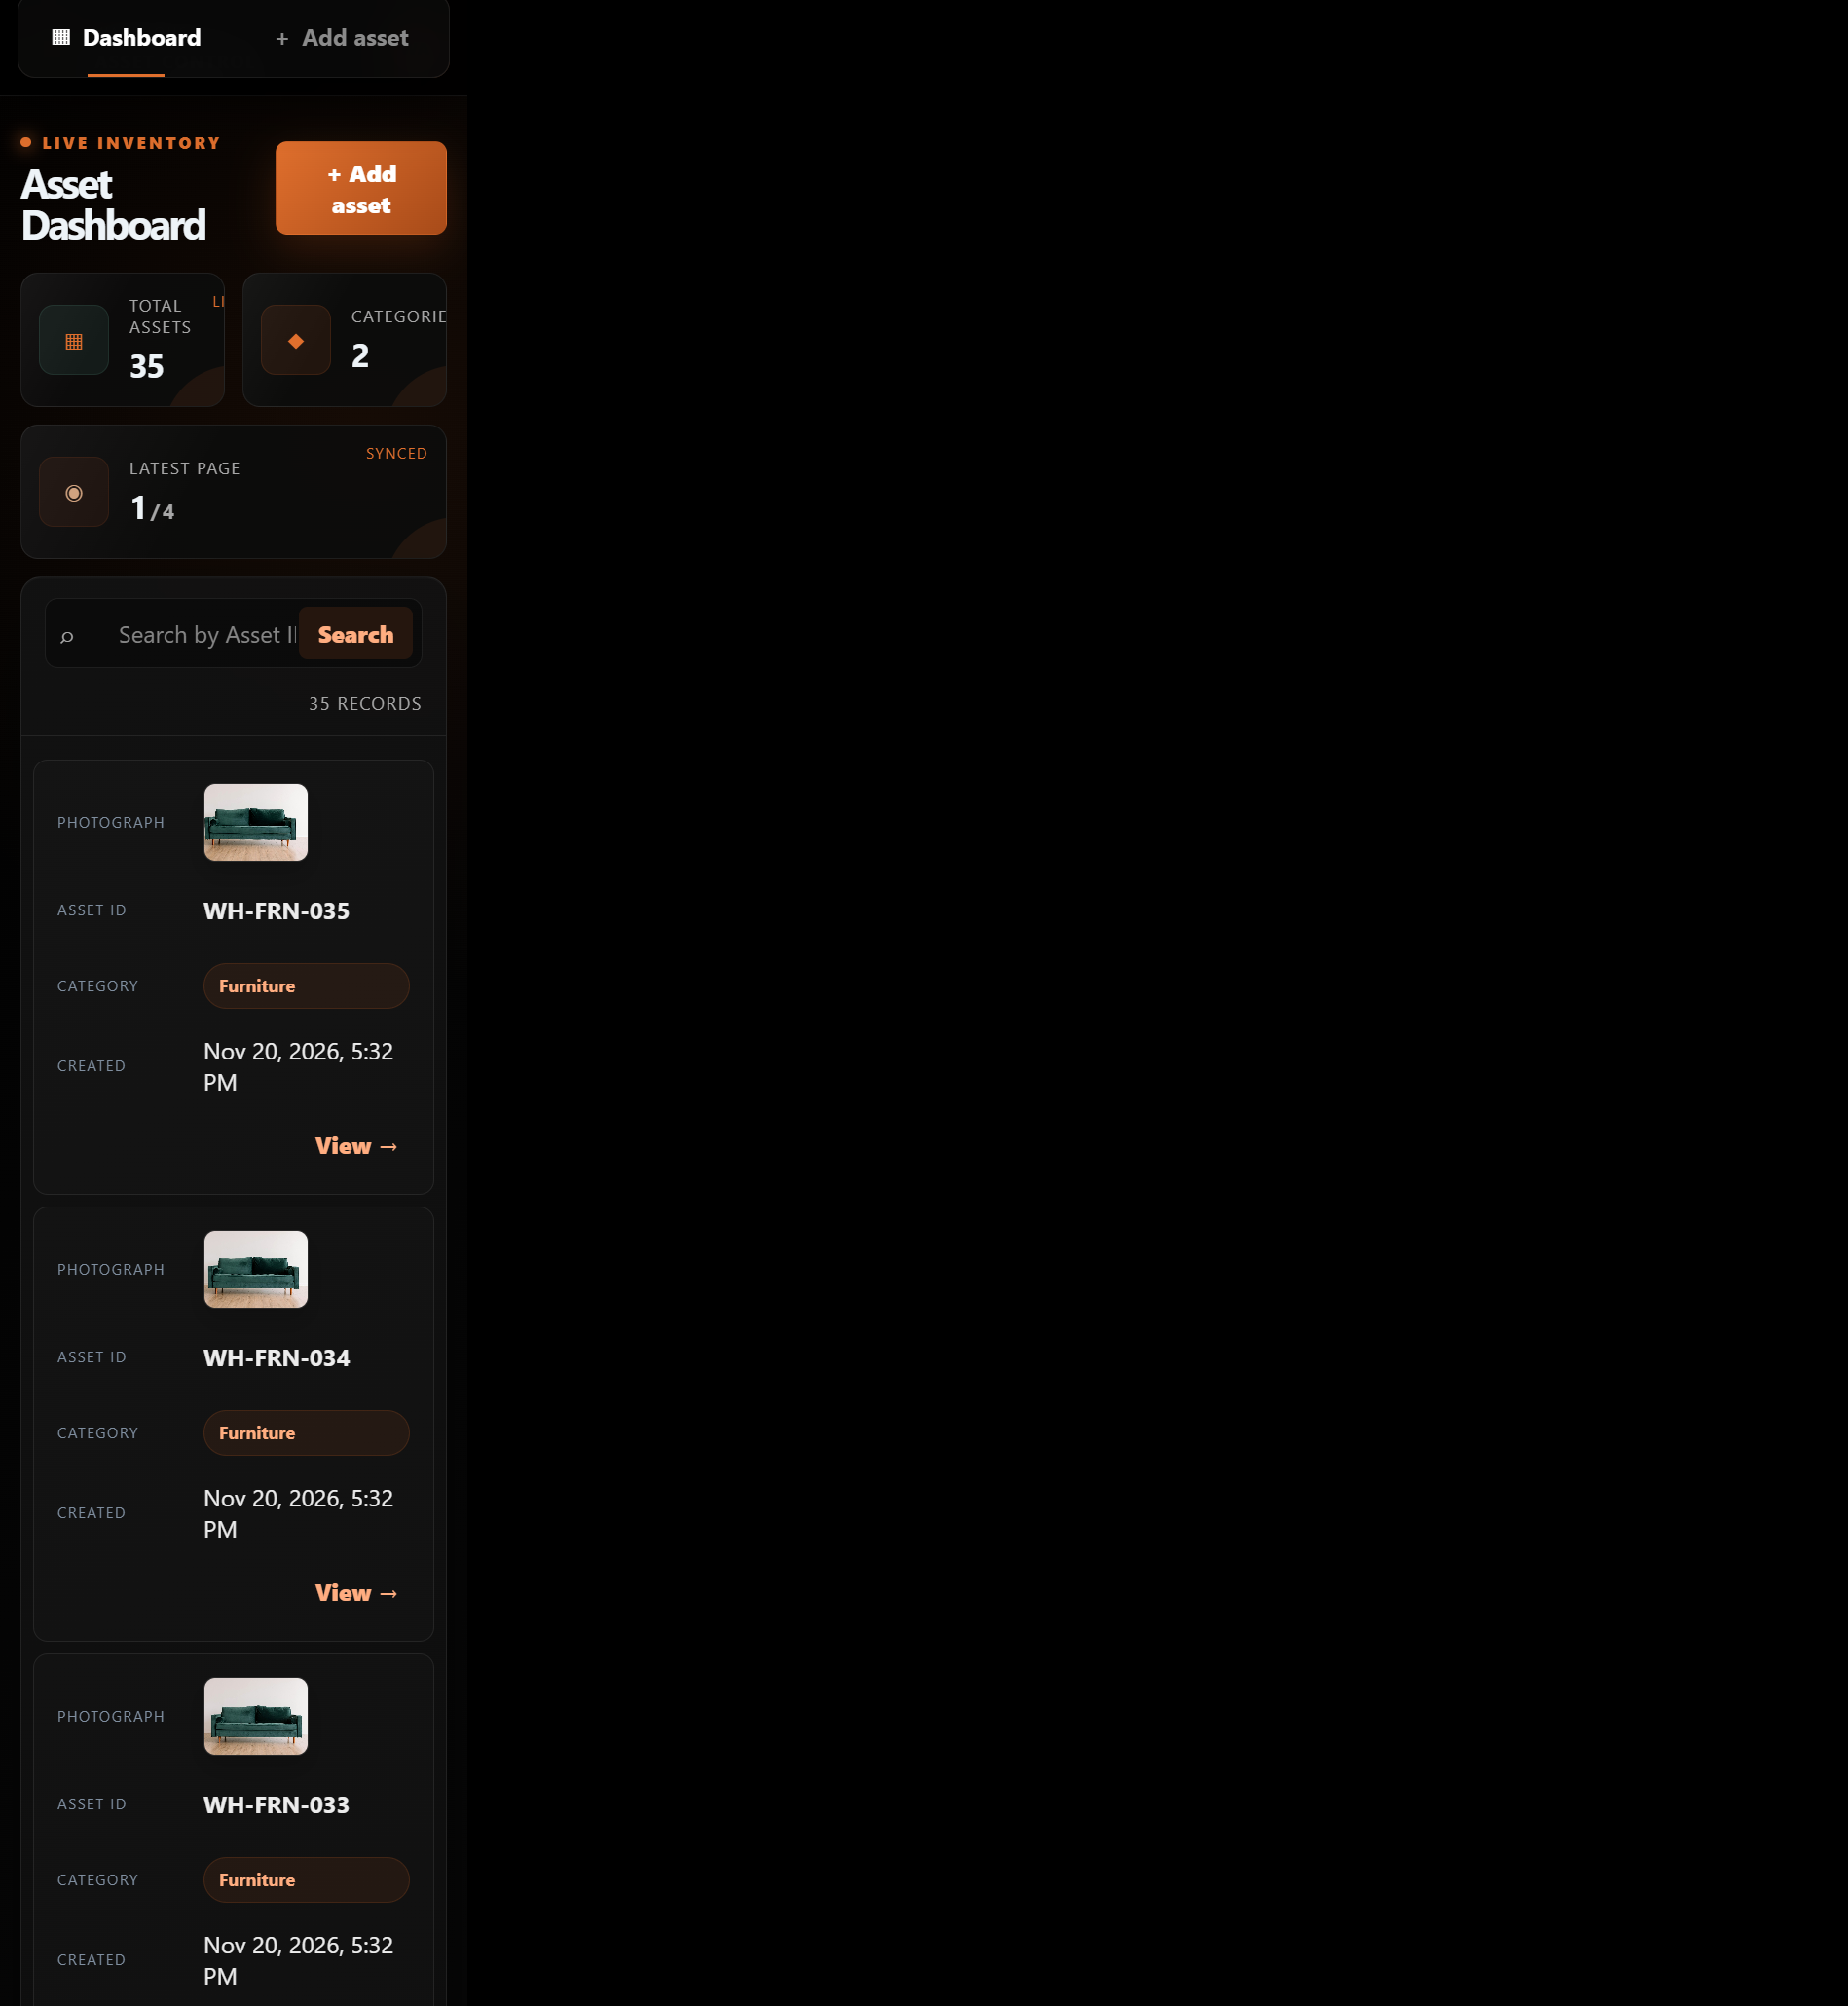 Dashboard
+ Add asset
LIVE INVENTORY
Asset
Dashboard
+ Add
asset
TOTAL
ASSETS
LI
35
CATEGORIE
2
SYNCED
LATEST PAGE
1/4
Search by Asset I
Search
35 RECORDS
PHOTOGRAPH
ASSET ID
WH-FRN-035
CATEGORY
Furniture
CREATED
Nov 20, 2026, 5:32
PM
View →
PHOTOGRAPH
ASSET ID
WH-FRN-034
CATEGORY
Furniture
CREATED
Nov 20, 2026, 5:32
PM
View →
PHOTOGRAPH
ASSET ID
WH-FRN-033
CATEGORY
Furniture
CREATED
Nov 20, 2026, 5:32
PM